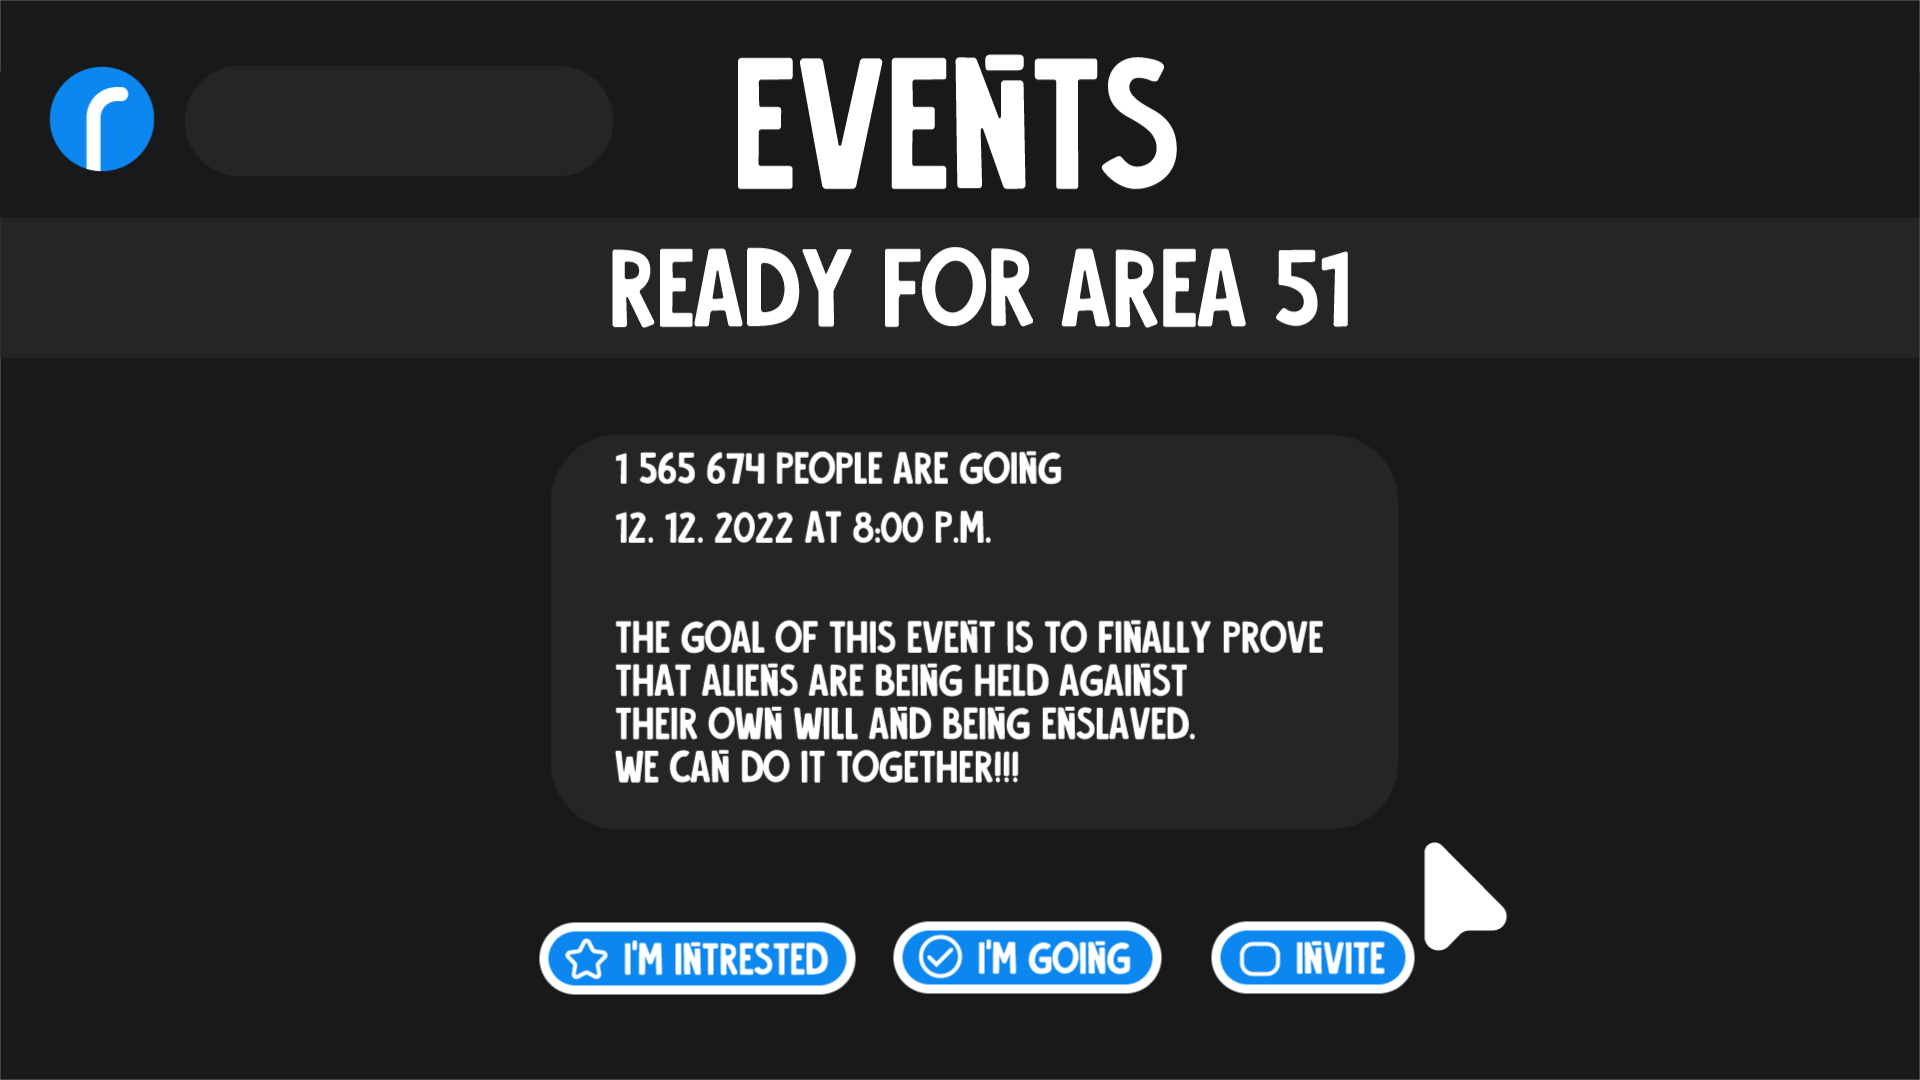 EVENTS
READY FOR AREA 51
1 565 674 PEOPLE ARE GOING
12. 12. 2022 AT 8:00 P.M.
THE GOAL OF THIS EVENT IS TO FINALLY PROVE
THAT ALIENS ARE BEING HELD AGAINST
THEIR OWN WILL AND BEING ENSLAVED.
WE CAN DO IT TOGETHER!!!
I'M INTRESTED
I'M GOING
INVITE